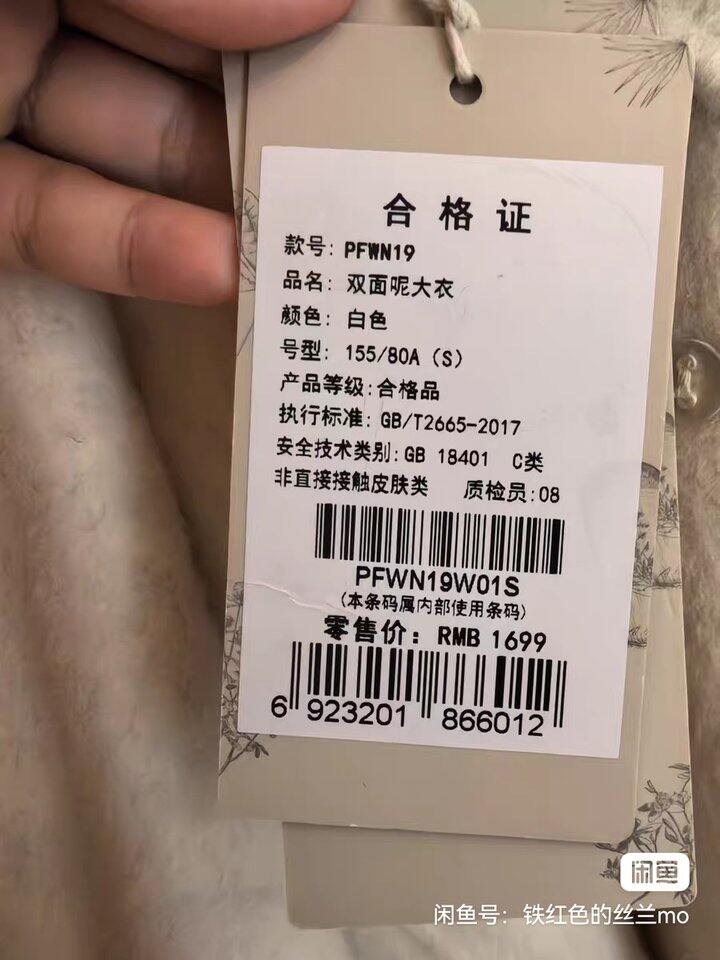 合格证
款号: PFWN19
品名: 双面呢大衣
颜色: 白色
号型: 155/80A（S）
产品等级:合格品
执行标准: GB/T2665-2017
安全技术类别:GB 18401 C类
非直接接触皮肤类 质检员:08
PFWN19W01S
(本条码属内部使用条码)
零售价: RMB 1699
6 923201 866012
闲鱼
闲鱼号：铁红色的丝兰mo